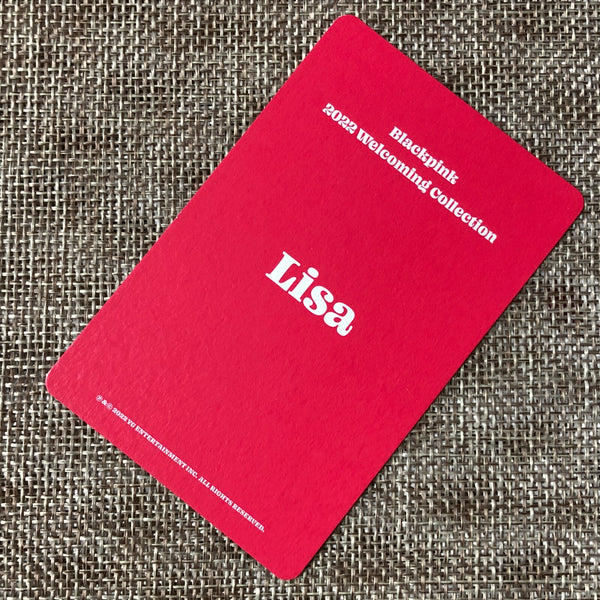 Blackpink
2022 Welcoming Collection
Lisa
℗ & © 2022 YG ENTERTAINMENT INC. ALL RIGHTS RESERVED.